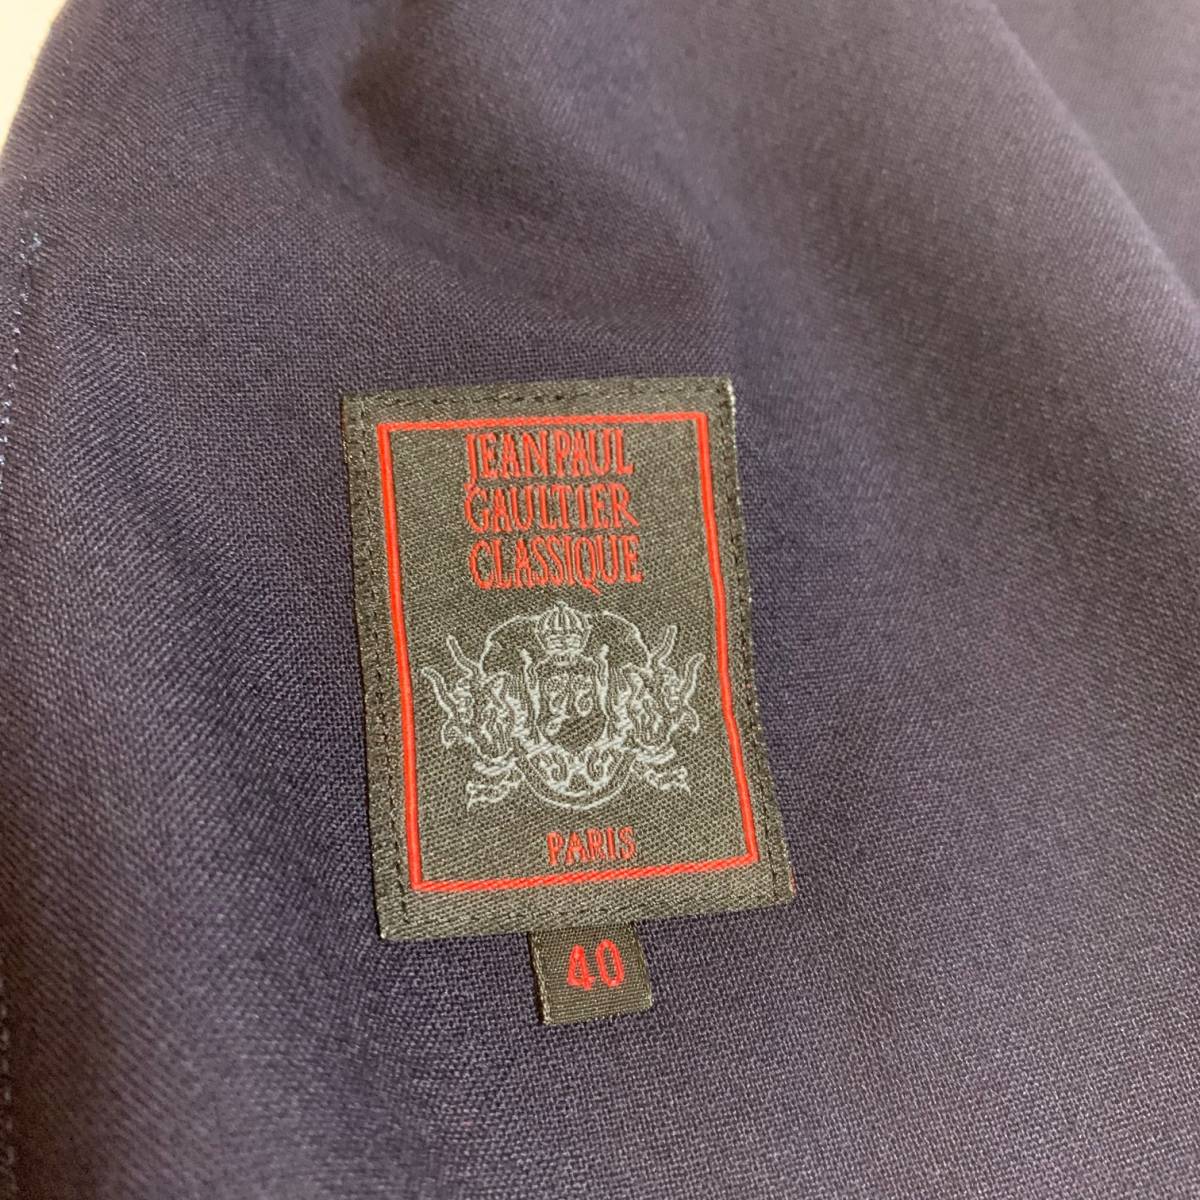 JEAN PAUL
GAULTIER
CLASSIQUE
PARIS
40